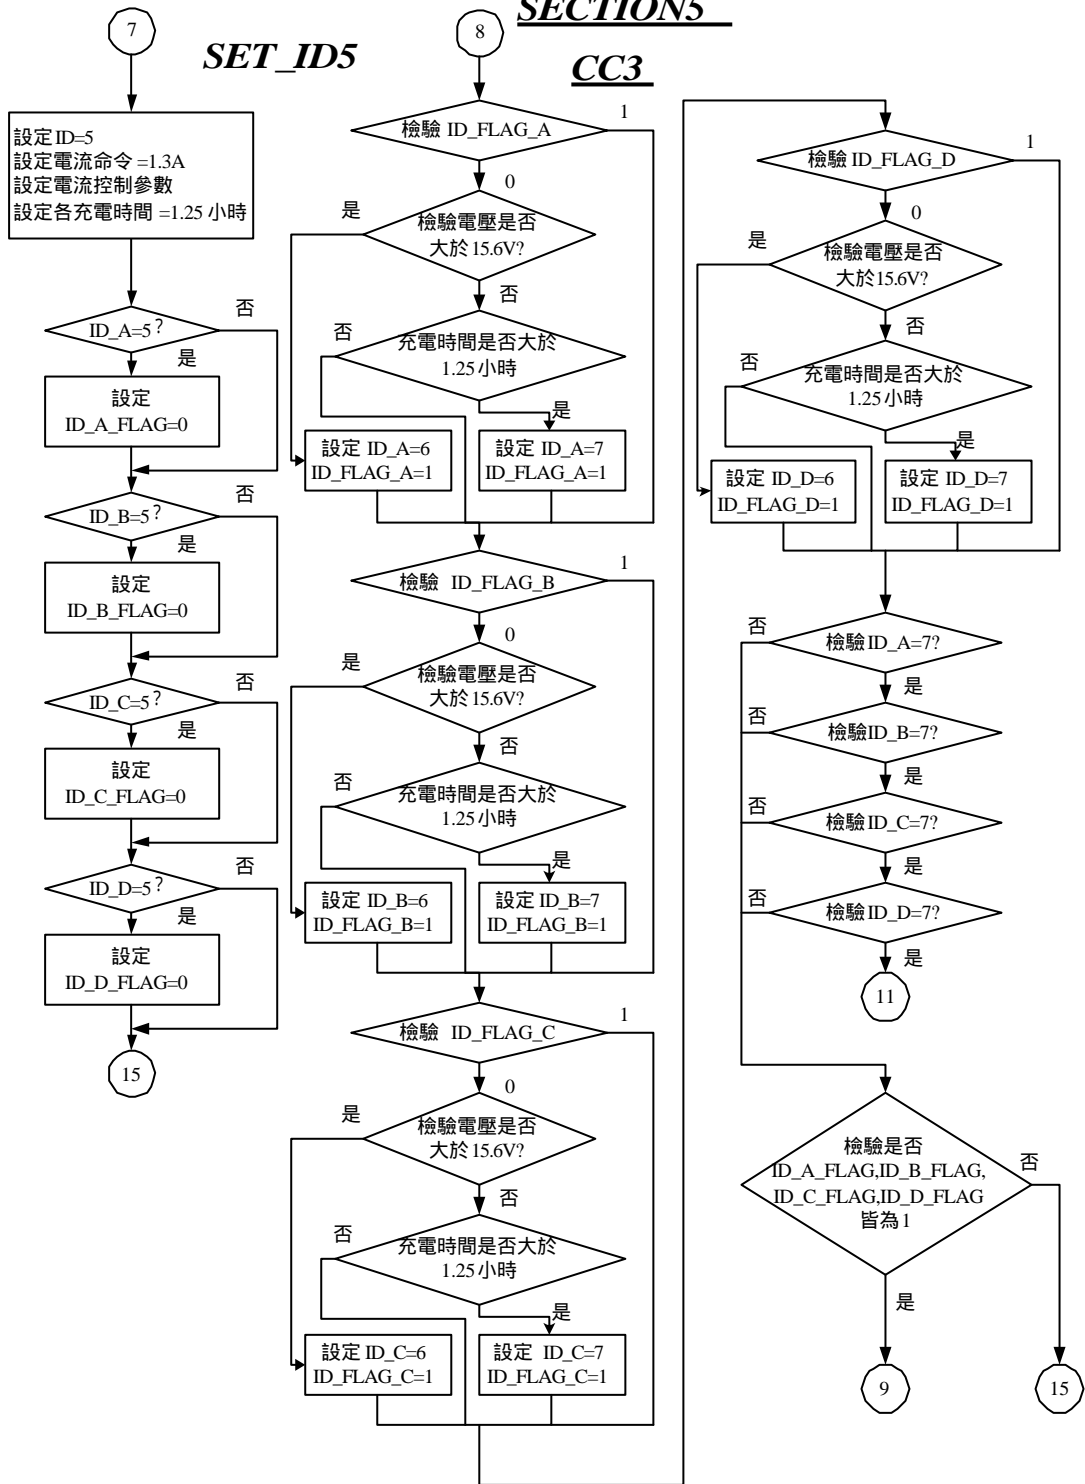 SECTION5
7
SET_ID5
8
CC3
設定ID=5
設定電流命令=1.3A
設定電流控制參數
設定各充電時間=1.25小時
ID_A=5?
否
是
設定
ID_A_FLAG=0
ID_B=5?
否
是
設定
ID_B_FLAG=0
ID_C=5?
否
是
設定
ID_C_FLAG=0
ID_D=5?
否
是
設定
ID_D_FLAG=0
15
檢驗 ID_FLAG_A
1
0
是
檢驗電壓是否
大於15.6V?
否
否
充電時間是否大於
1.25小時
是
設定 ID_A=6
ID_FLAG_A=1
設定 ID_A=7
ID_FLAG_A=1
檢驗 ID_FLAG_B
1
0
是
檢驗電壓是否
大於15.6V?
否
否
充電時間是否大於
1.25小時
是
設定 ID_B=6
ID_FLAG_B=1
設定 ID_B=7
ID_FLAG_B=1
檢驗 ID_FLAG_C
1
0
是
檢驗電壓是否
大於15.6V?
否
否
充電時間是否大於
1.25小時
是
設定 ID_C=6
ID_FLAG_C=1
設定 ID_C=7
ID_FLAG_C=1
檢驗 ID_FLAG_D
1
0
是
檢驗電壓是否
大於15.6V?
否
否
充電時間是否大於
1.25小時
是
設定 ID_D=6
ID_FLAG_D=1
設定 ID_D=7
ID_FLAG_D=1
否
檢驗ID_A=7?
是
否
檢驗ID_B=7?
是
否
檢驗ID_C=7?
是
否
檢驗ID_D=7?
是
11
檢驗是否
ID_A_FLAG,ID_B_FLAG,
ID_C_FLAG,ID_D_FLAG
皆為1
否
是
9
15